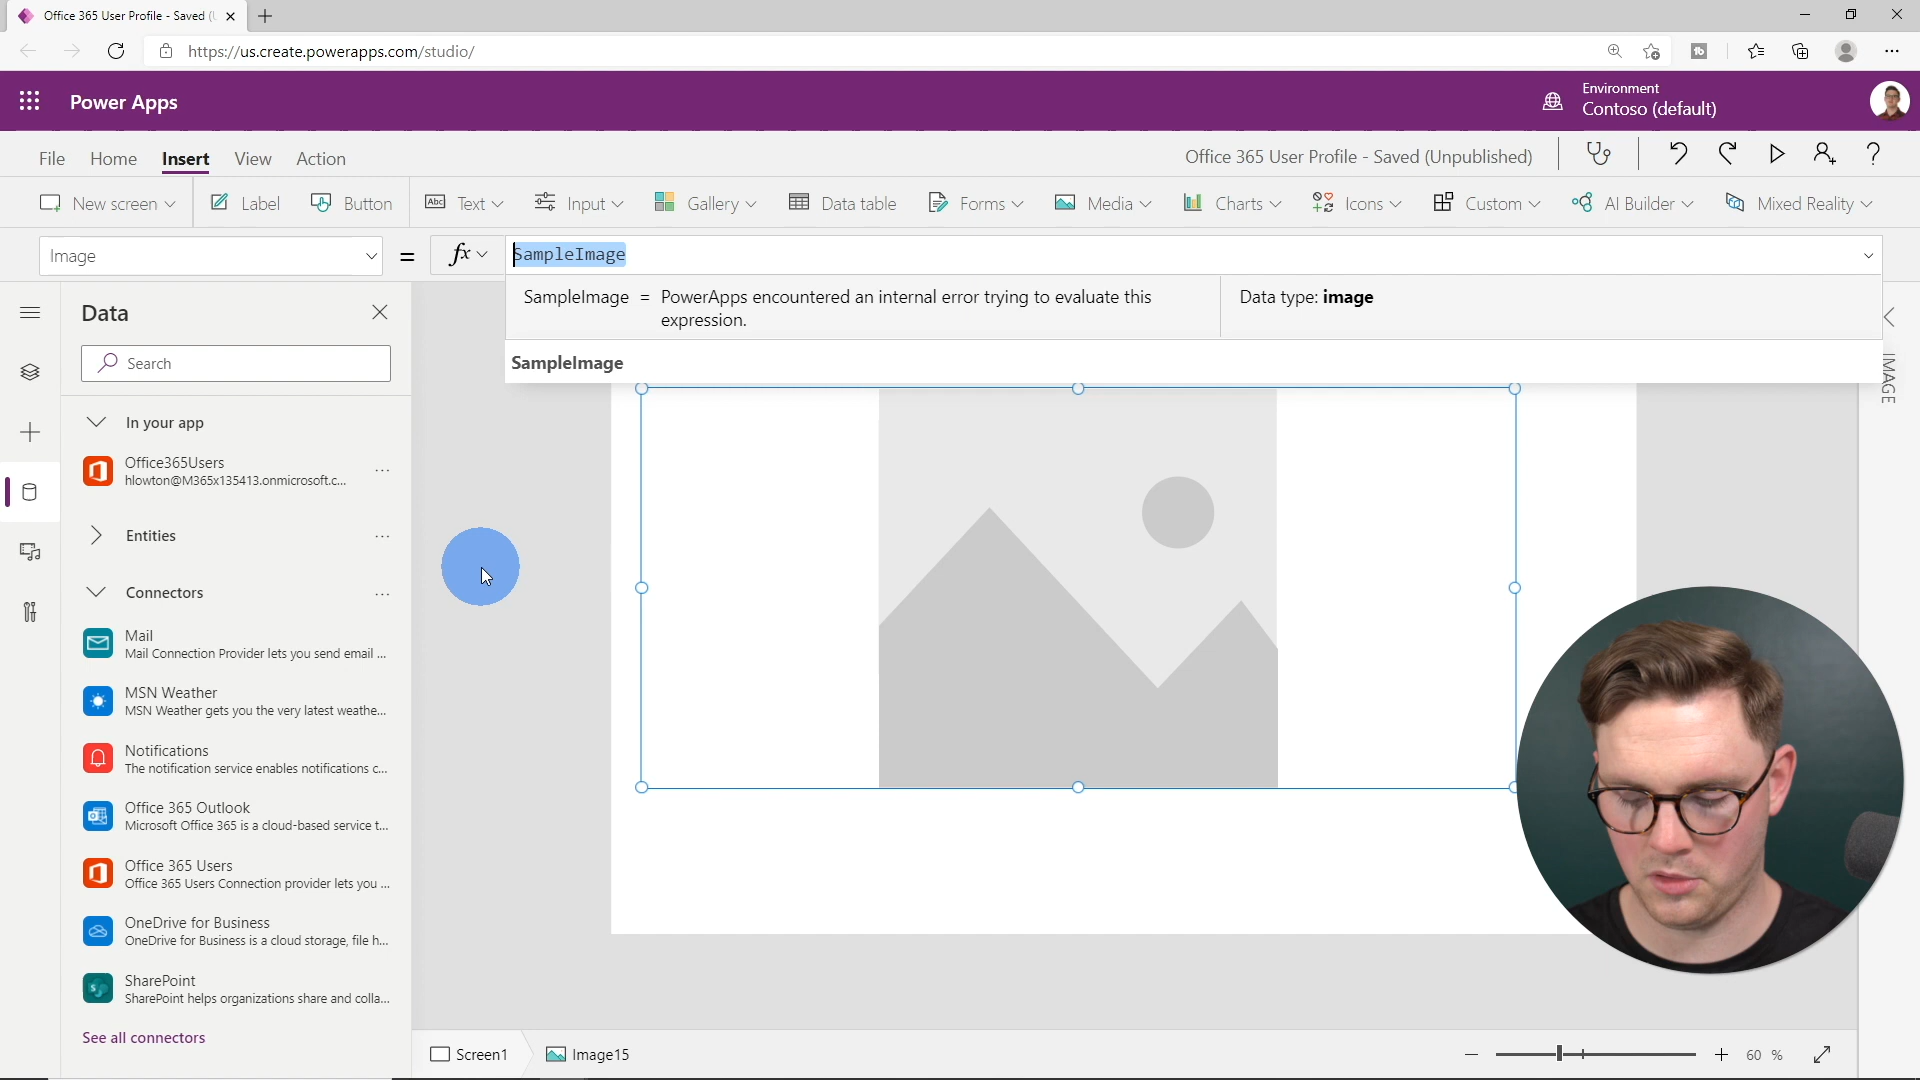 Office 365 User Profile - Saved (
https://us.create.powerapps.com/studio/
Power Apps
Environment
Contoso (default)
File Home Insert View Action
Office 365 User Profile - Saved (Unpublished)
New screen Label Button Abc Text Input Gallery Data table Forms Media Charts Icons Custom AI Builder Mixed Reality
Image = fx SampleImage
SampleImage = PowerApps encountered an internal error trying to evaluate this
expression.
Data type: image
SampleImage
IMAGE
Data
Search
In your app
Office365Users
hlowton@M365x135413.onmicrosoft.c...
Entities
Connectors
Mail
Mail Connection Provider lets you send email ...
MSN Weather
MSN Weather gets you the very latest weathe...
Notifications
The notification service enables notifications c...
Office 365 Outlook
Microsoft Office 365 is a cloud-based service t...
Office 365 Users
Office 365 Users Connection provider lets you ...
OneDrive for Business
OneDrive for Business is a cloud storage, file h...
SharePoint
SharePoint helps organizations share and colla...
See all connectors
Screen1 Image15
60 %